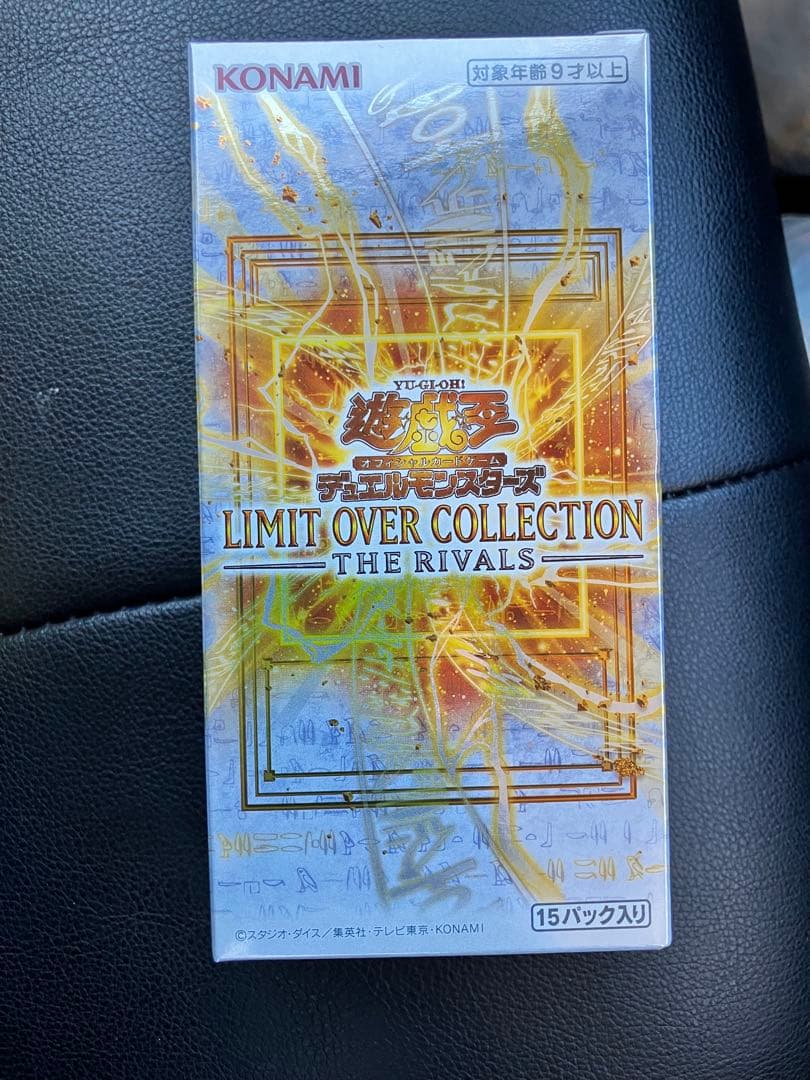 KONAMI
対象年齢9才以上
YU-GI-OH!
遊戯王
オフィシャルカードゲーム
デュエルモンスターズ
LIMIT OVER COLLECTION
THE RIVALS
15パック入り
©スタジオ・ダイス/集英社・テレビ東京・KONAMI